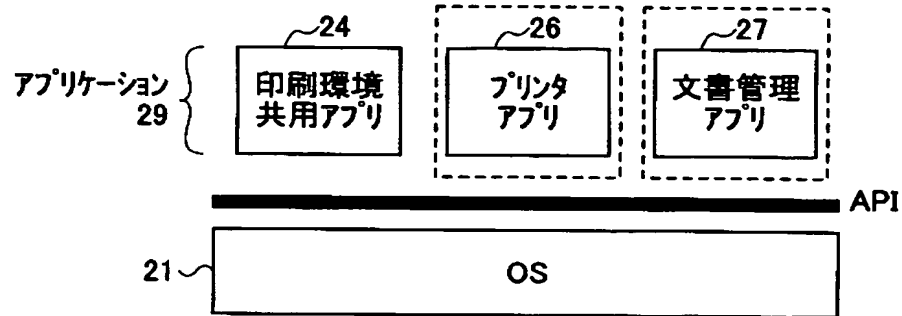 24
26
27
アプリケーション
29
印刷環境
共用アプリ
プリンタ
アプリ
文書管理
アプリ
API
21
OS